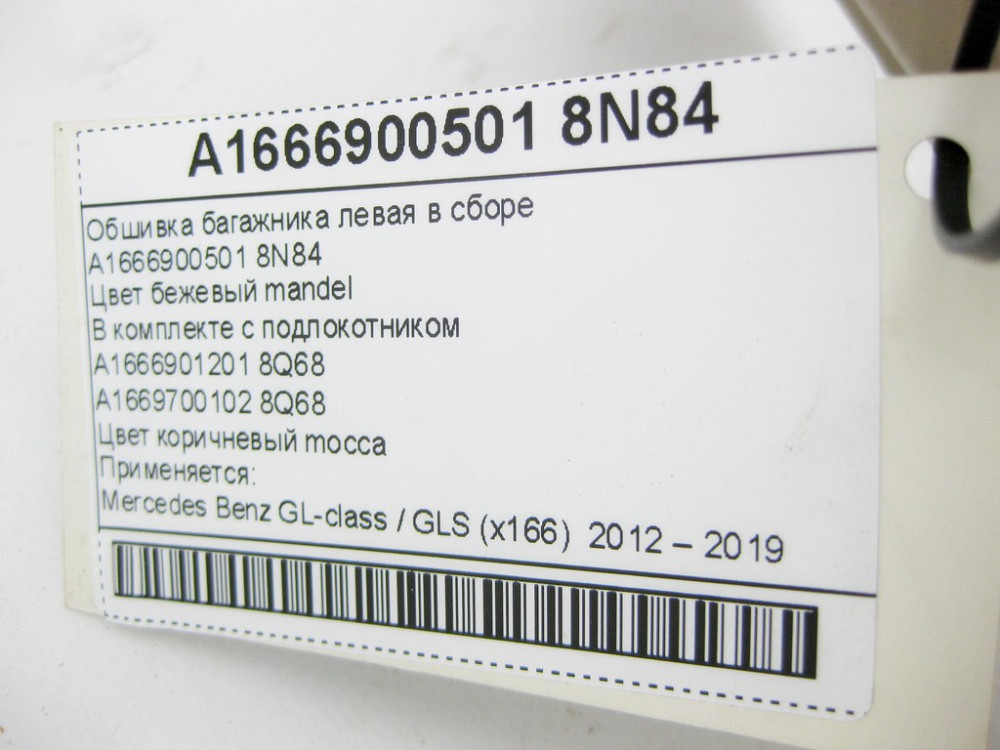 A1666900501 8N84
Обшивка багажника левая в сборе
A1666900501 8N84
Цвет бежевый mandel
В комплекте с подлокотником
A1666901201 8Q68
A1669700102 8Q68
Цвет коричневый mocca
Применяется:
Mercedes Benz GL-class / GLS (x166) 2012 – 2019